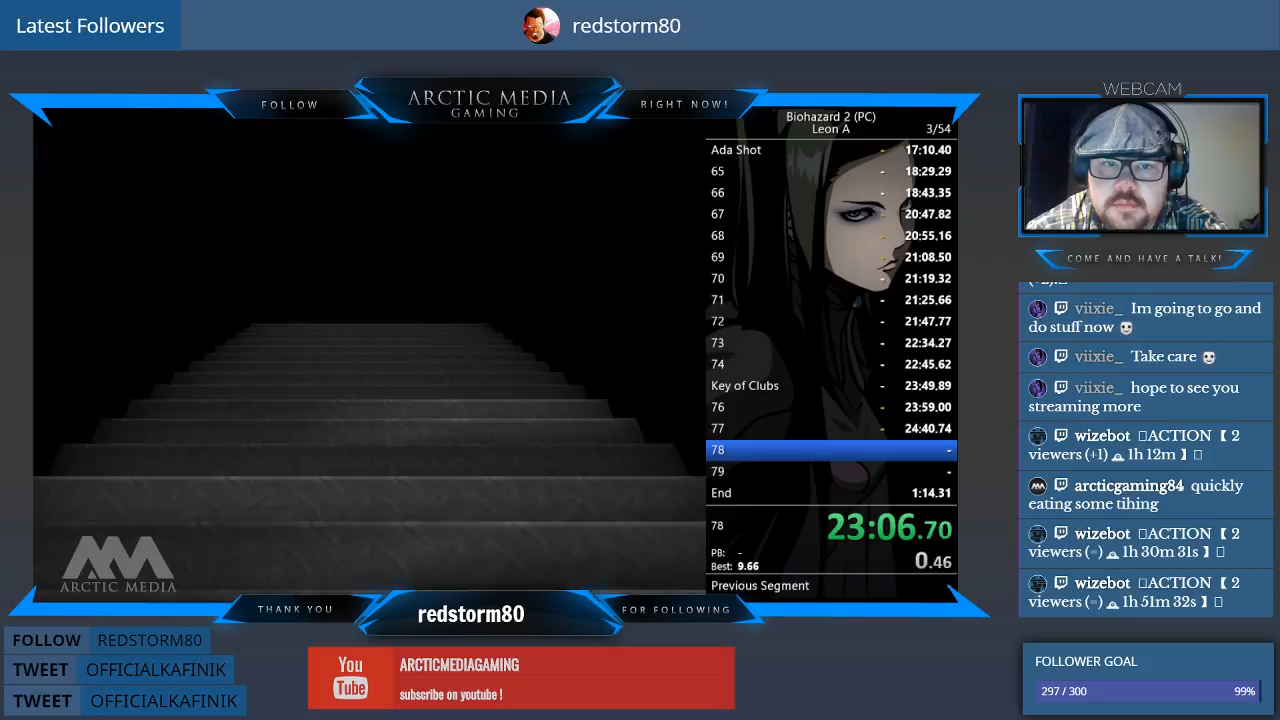 Latest Followers
redstorm80
FOLLOW
ARCTIC MEDIA
GAMING
RIGHT NOW!
Biohazard 2 (PC)
Leon A 3/54
Ada Shot - 17:10.40
65 - 18:29.29
66 - 18:43.35
67 - 20:47.82
68 - 20:55.16
69 - 21:08.50
70 - 21:19.32
71 - 21:25.66
72 - 21:47.77
73 - 22:34.27
74 - 22:45.62
Key of Clubs - 23:49.89
76 - 23:59.00
77 - 24:40.74
78 -
79 -
End 1:14.31
78 23:06.70
PB: -
Best: 9.66 0.46
Previous Segment
ARCTIC MEDIA
THANK YOU
redstorm80
FOR FOLLOWING
FOLLOW REDSTORM80
TWEET OFFICIALKAFINIK
TWEET OFFICIALKAFINIK
You
Tube
ARCTICMEDIAGAMING
subscribe on youtube !
WEBCAM
COME AND HAVE A TALK!
viixie_ Im going to go and
do stuff now
viixie_ Take care
viixie_ hope to see you
streaming more
wizebot ACTION【 2
viewers (+1) 1h 12m 】
arcticgaming84 quickly
eating some tihing
wizebot ACTION【 2
viewers (=) 1h 30m 31s 】
wizebot ACTION【 2
viewers (=) 1h 51m 32s 】
FOLLOWER GOAL
297 / 300 99%